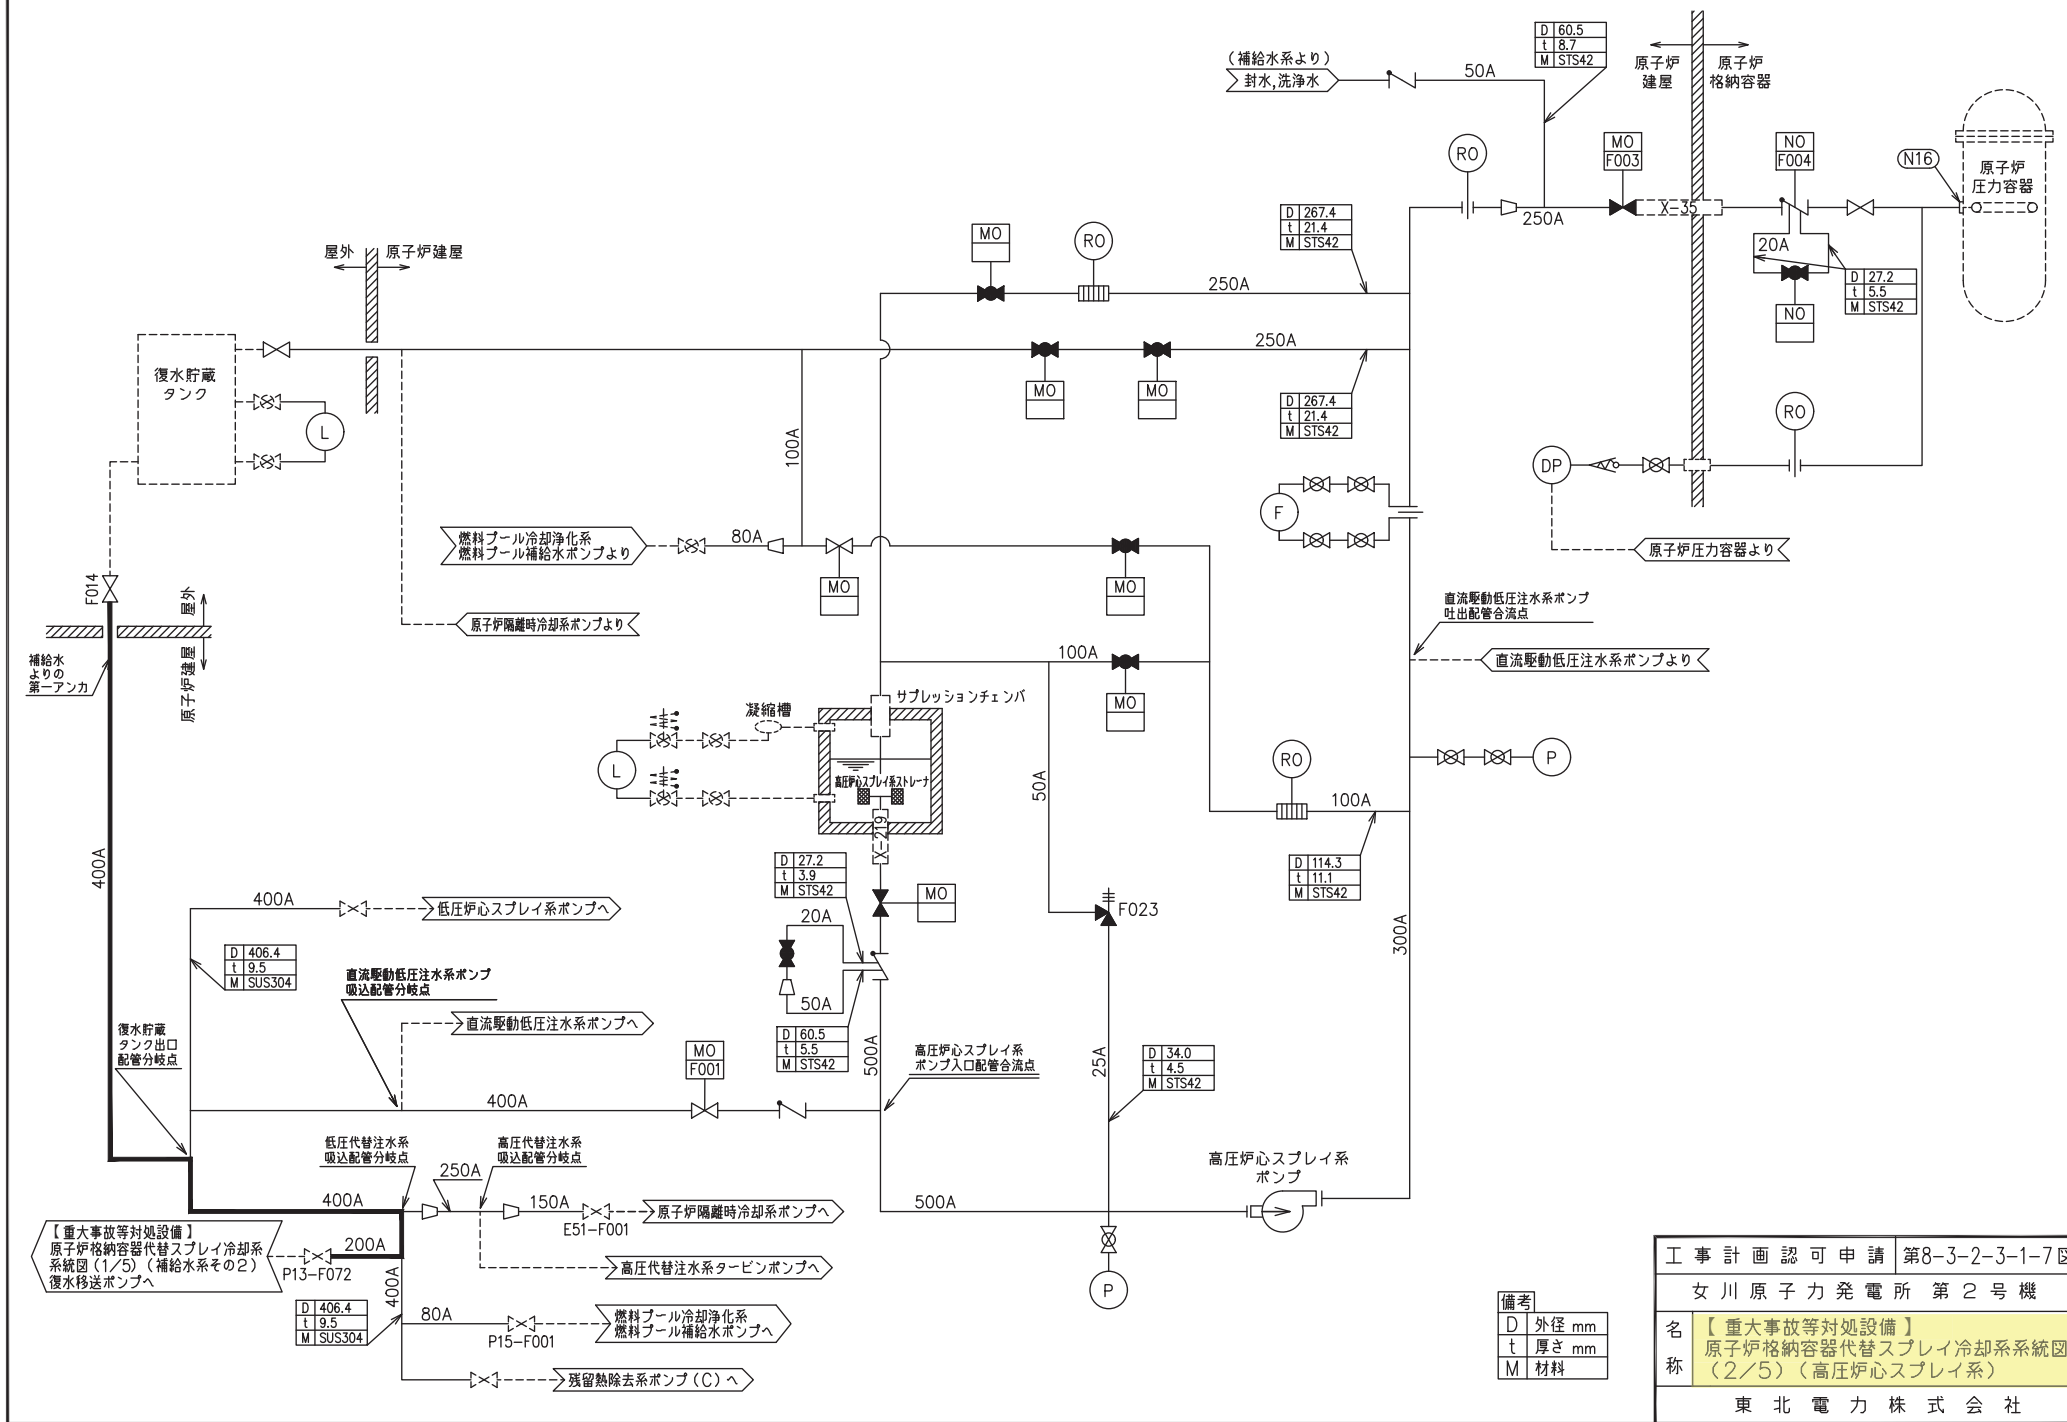 (補給水系より)
封水,洗浄水
50A
D 60.5
t 8.7
M STS42
原子炉
建屋
原子炉
格納容器
RO
MO
F003
NO
F004
N16
原子炉
圧力容器
250A
X-35
20A
D 27.2
t 5.5
M STS42
NO
屋外
原子炉建屋
MO
RO
250A
D 267.4
t 21.4
M STS42
復水貯蔵
タンク
L
250A
MO
MO
D 267.4
t 21.4
M STS42
100A
RO
DP
F
原子炉圧力容器より
燃料プール冷却浄化系
燃料プール補給水ポンプより
80A
MO
MO
F014
屋外
原子炉建屋
原子炉隔離時冷却系ポンプより
直流駆動低圧注水系ポンプ
吐出配管合流点
直流駆動低圧注水系ポンプより
補給水
よりの
第一アンカ
100A
MO
サプレッションチェンバ
凝縮槽
L
高圧炉心スプレイ系ストレーナ
X-219
50A
RO
100A
P
D 114.3
t 11.1
M STS42
400A
D 27.2
t 3.9
M STS42
MO
F023
300A
400A
低圧炉心スプレイ系ポンプへ
20A
50A
D 406.4
t 9.5
M SUS304
直流駆動低圧注水系ポンプ
吸込配管分岐点
直流駆動低圧注水系ポンプへ
D 60.5
t 5.5
M STS42
500A
復水貯蔵
タンク出口
配管分岐点
MO
F001
高圧炉心スプレイ系
ポンプ入口配管合流点
25A
D 34.0
t 4.5
M STS42
400A
低圧代替注水系
吸込配管分岐点
高圧代替注水系
吸込配管分岐点
250A
高圧炉心スプレイ系
ポンプ
400A
150A
E51-F001
原子炉隔離時冷却系ポンプへ
500A
【重大事故等対処設備】
原子炉格納容器代替スプレイ冷却系
系統図(1/5)(補給水系その2)
復水移送ポンプへ
200A
P13-F072
400A
高圧代替注水系タービンポンプへ
P
D 406.4
t 9.5
M SUS304
80A
P15-F001
燃料プール冷却浄化系
燃料プール補給水ポンプへ
残留熱除去系ポンプ(C)へ
備考
D 外径 mm
t 厚さ mm
M 材料
工事計画認可申請 第8-3-2-3-1-7図
女川原子力発電所 第2号機
名称
【重大事故等対処設備】
原子炉格納容器代替スプレイ冷却系系統図
(2/5)(高圧炉心スプレイ系)
東北電力株式会社